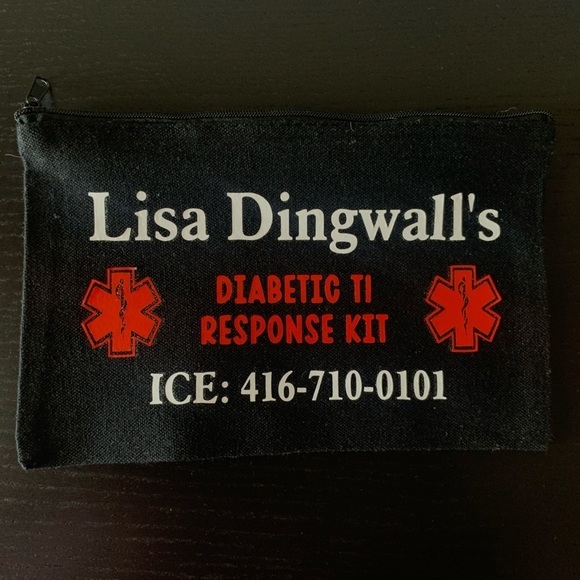 Lisa Dingwall's
DIABETIC T1
RESPONSE KIT
ICE: 416-710-0101